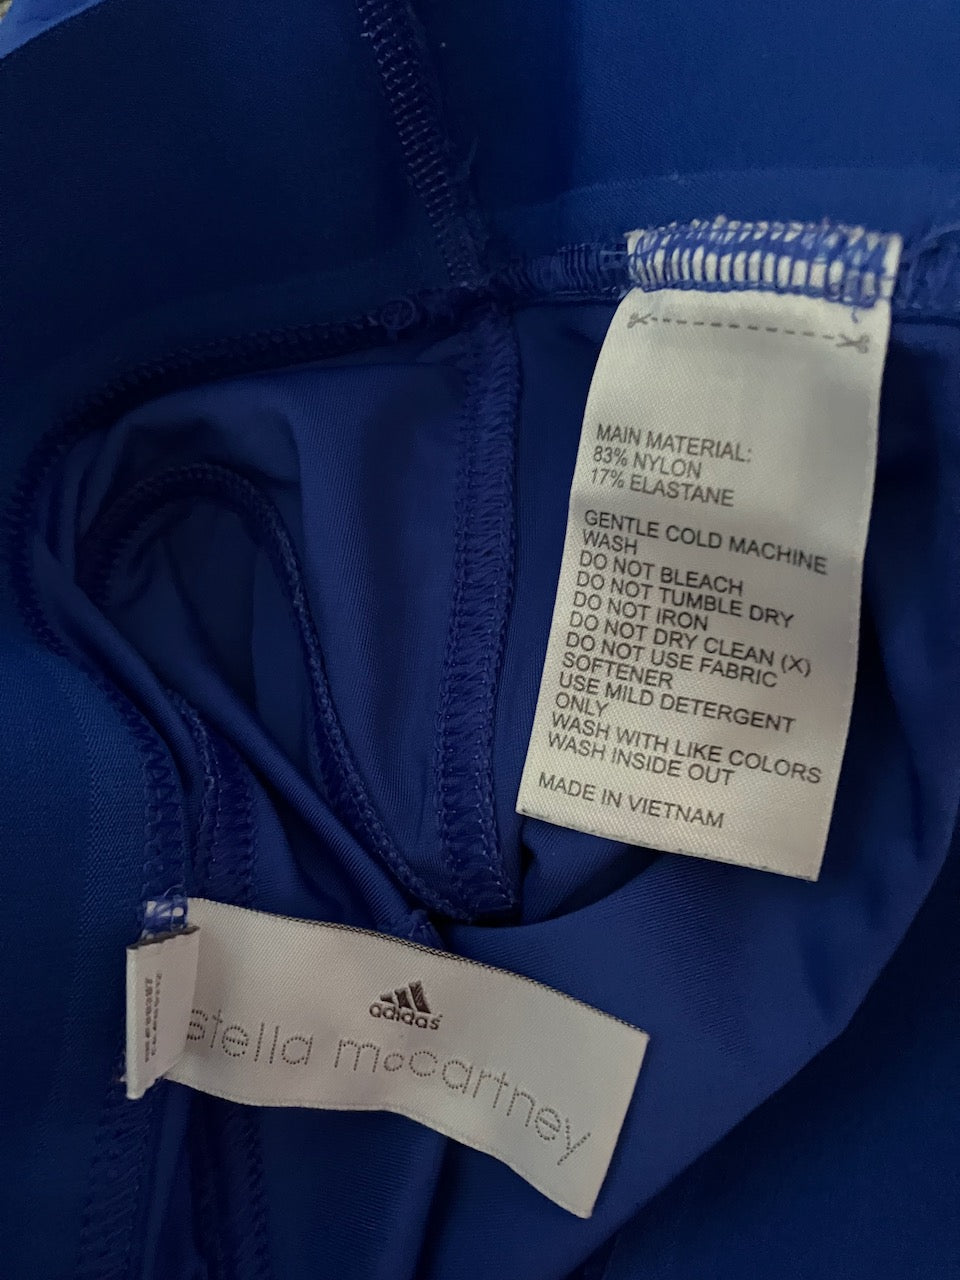 MAIN MATERIAL:
83% NYLON
17% ELASTANE
GENTLE COLD MACHINE
WASH
DO NOT BLEACH
DO NOT TUMBLE DRY
DO NOT IRON
DO NOT DRY CLEAN (X)
DO NOT USE FABRIC
SOFTENER
USE MILD DETERGENT
ONLY
WASH WITH LIKE COLORS
WASH INSIDE OUT
MADE IN VIETNAM
adidas
stella mccartney